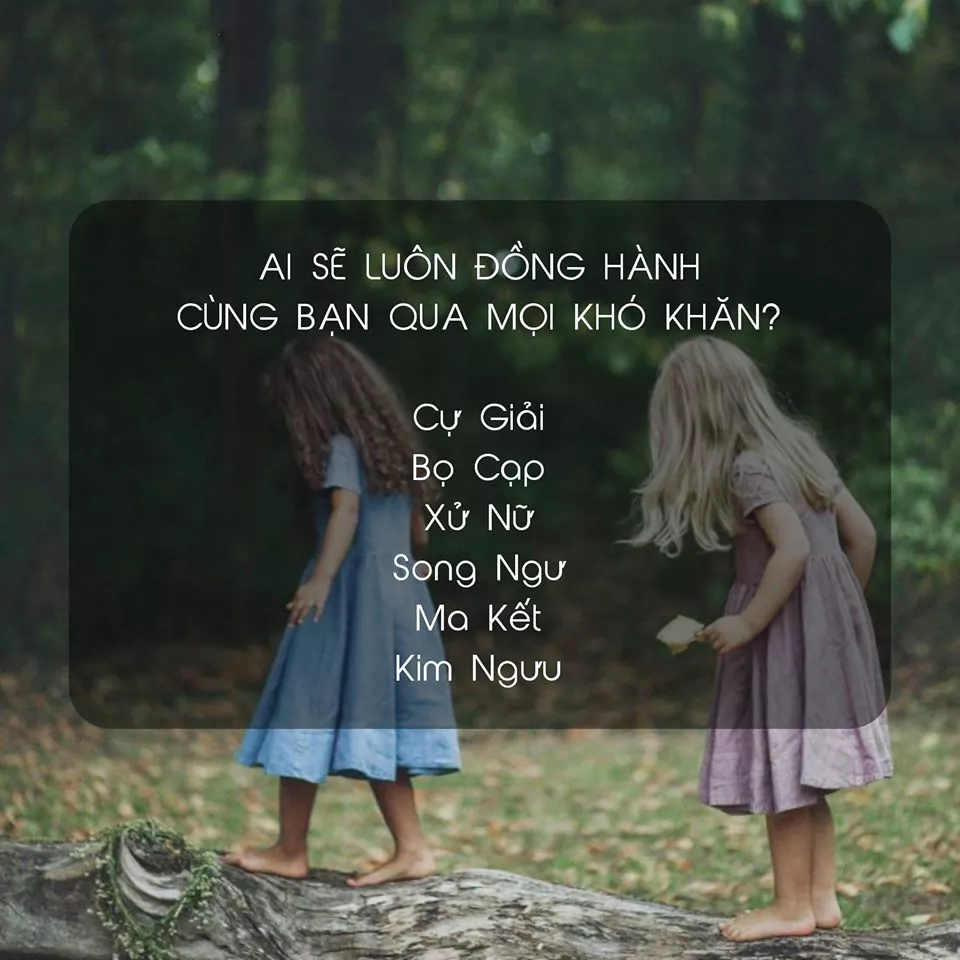 AI SẼ LUÔN ĐỒNG HÀNH
CÙNG BẠN QUA MỌI KHÓ KHĂN?
Cự Giải
Bọ Cạp
Xử Nữ
Song Ngư
Ma Kết
Kim Ngưu